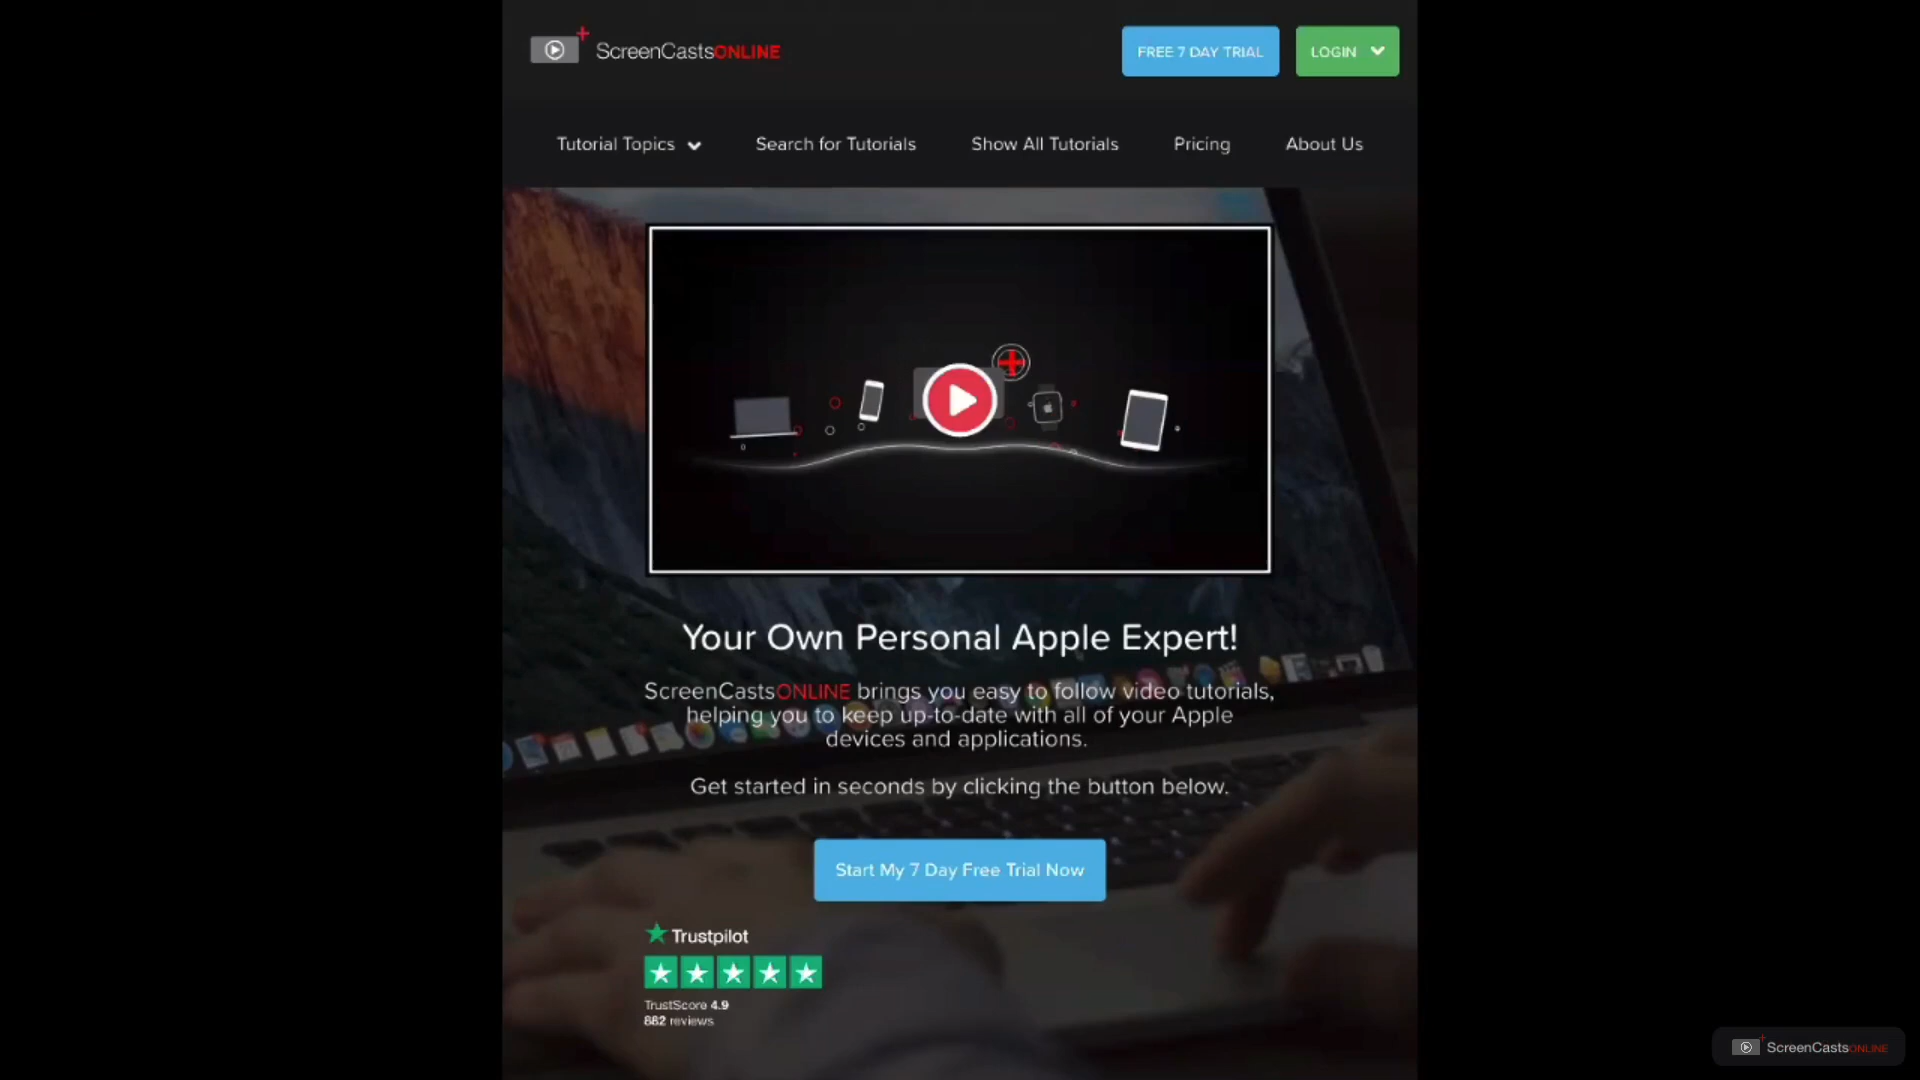 ScreenCastsONLINE
FREE 7 DAY TRIAL
LOGIN
Tutorial Topics
Search for Tutorials
Show All Tutorials
Pricing
About Us
Your Own Personal Apple Expert!
ScreenCastsONLINE brings you easy to follow video tutorials,
helping you to keep up-to-date with all of your Apple
devices and applications.
Get started in seconds by clicking the button below.
Start My 7 Day Free Trial Now
Trustpilot
TrustScore 4.9
882 reviews
ScreenCastsONLINE